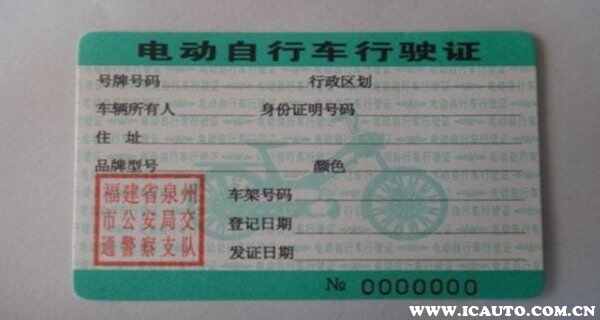 电动自行车行驶证
号牌号码 行政区划
车辆所有人 身份证明号码
住 址
品牌型号 颜色
车架号码
登记日期
发证日期
福建省泉州
市公安局交
通警察支队
№ 0000000
WWW.ICAUTO.COM.CN